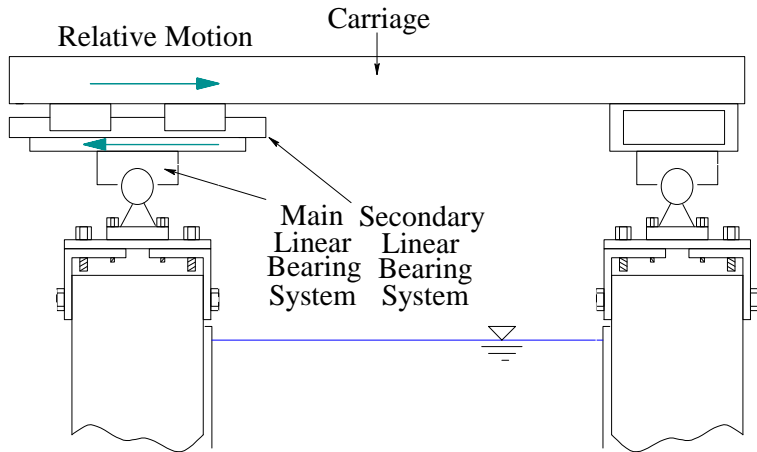 Carriage
Relative Motion
Main
Linear
Bearing
System
Secondary
Linear
Bearing
System